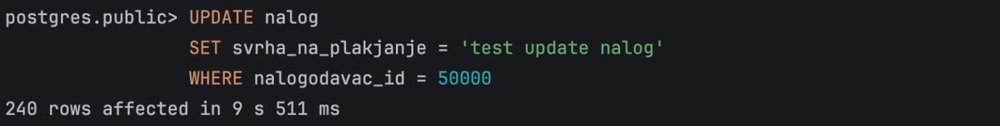 postgres.public> UPDATE nalog
SET svrha_na_plakjanje = 'test update nalog'
WHERE nalogodavac_id = 50000
240 rows affected in 9 s 511 ms